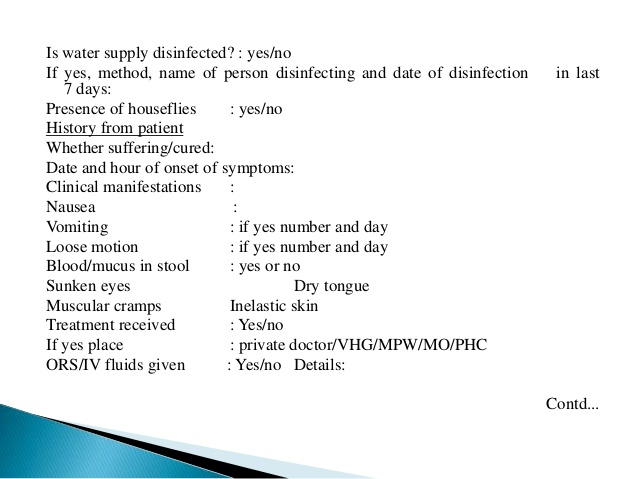 Is water supply disinfected? : yes/no
If yes, method, name of person disinfecting and date of disinfection in last
7 days:
Presence of houseflies : yes/no
History from patient
Whether suffering/cured:
Date and hour of onset of symptoms:
Clinical manifestations :
Nausea :
Vomiting : if yes number and day
Loose motion : if yes number and day
Blood/mucus in stool : yes or no
Sunken eyes Dry tongue
Muscular cramps Inelastic skin
Treatment received : Yes/no
If yes place : private doctor/VHG/MPW/MO/PHC
ORS/IV fluids given : Yes/no Details:
Contd...